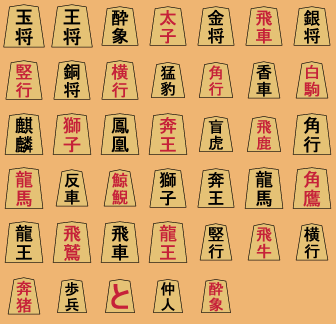 玉将 王将 酔象 太子 金将 飛車 銀将
竪行 銅将 横行 猛豹 角行 香車 白駒
麒麟 獅子 鳳凰 奔王 盲虎 飛鹿 角行
龍馬 反車 鯨鯢 獅子 奔王 龍馬 角鷹
龍王 飛鷲 飛車 龍王 竪行 飛牛 横行
奔猪 歩兵 と 仲人 酔象